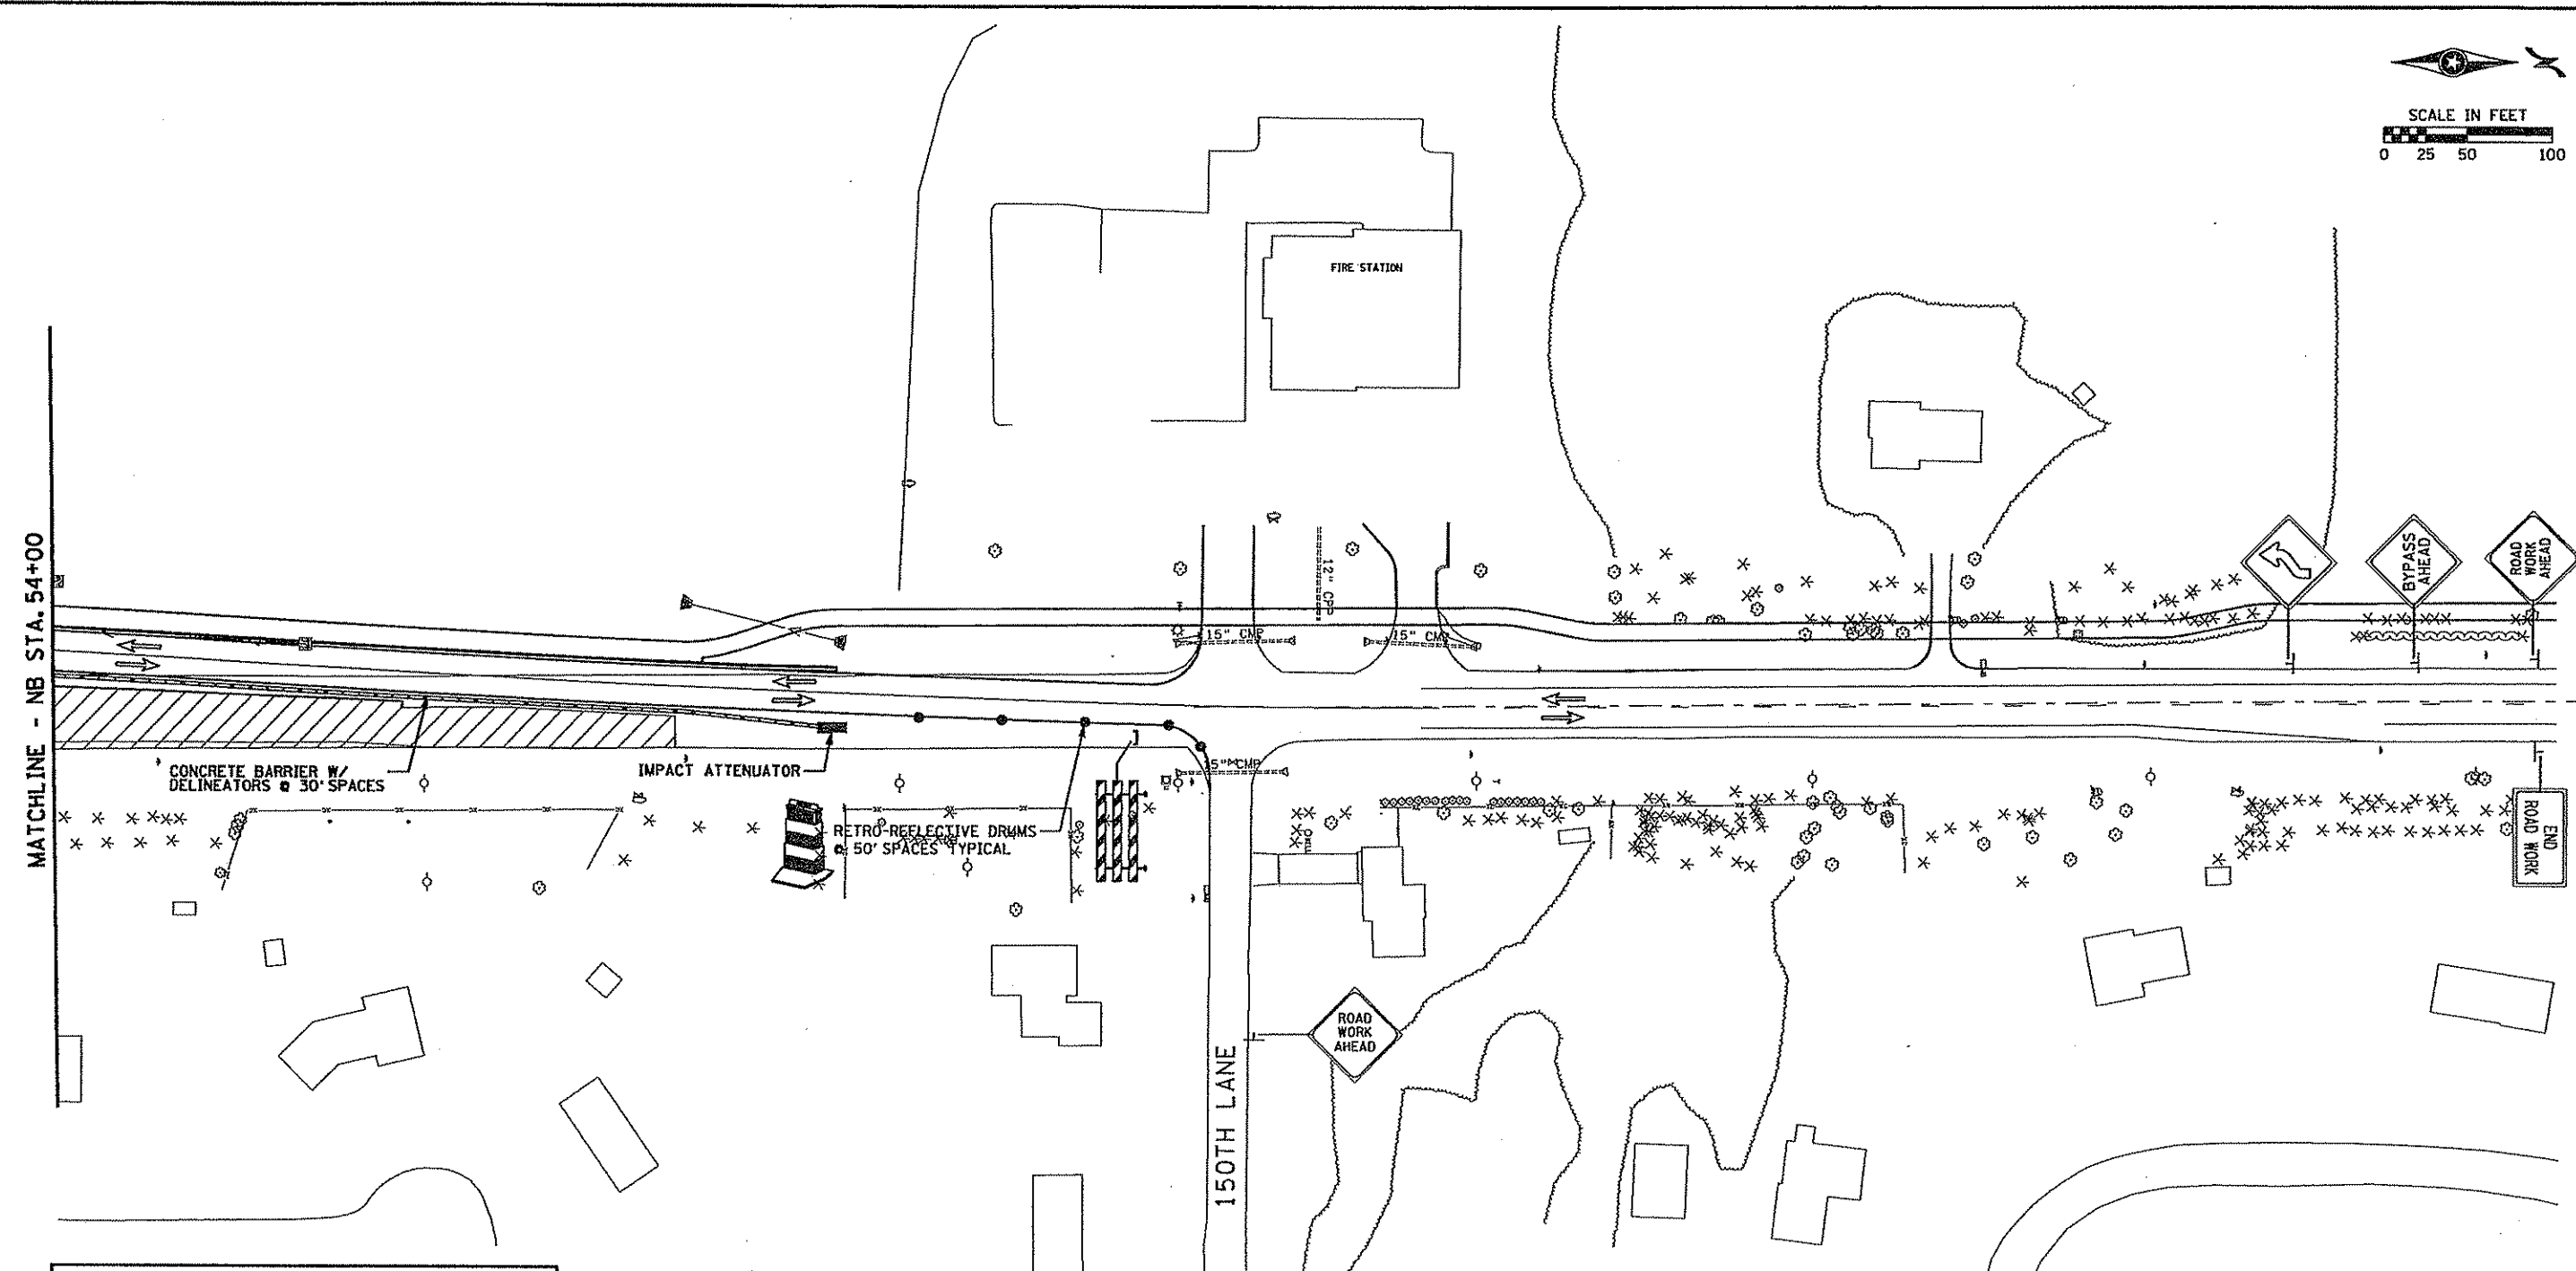 SCALE IN FEET
0 25 50 100
FIRE STATION
MATCHLINE - NB STA. 54+00
12" CPP
15" CMP
15" CMP
BYPASS
AHEAD
ROAD
WORK
AHEAD
CONCRETE BARRIER W/
DELINEATORS @ 30' SPACES
IMPACT ATTENUATOR
15" CMP
RETRO-REFLECTIVE DRUMS
@ 50' SPACES TYPICAL
END
ROAD WORK
ROAD
WORK
AHEAD
150TH LANE